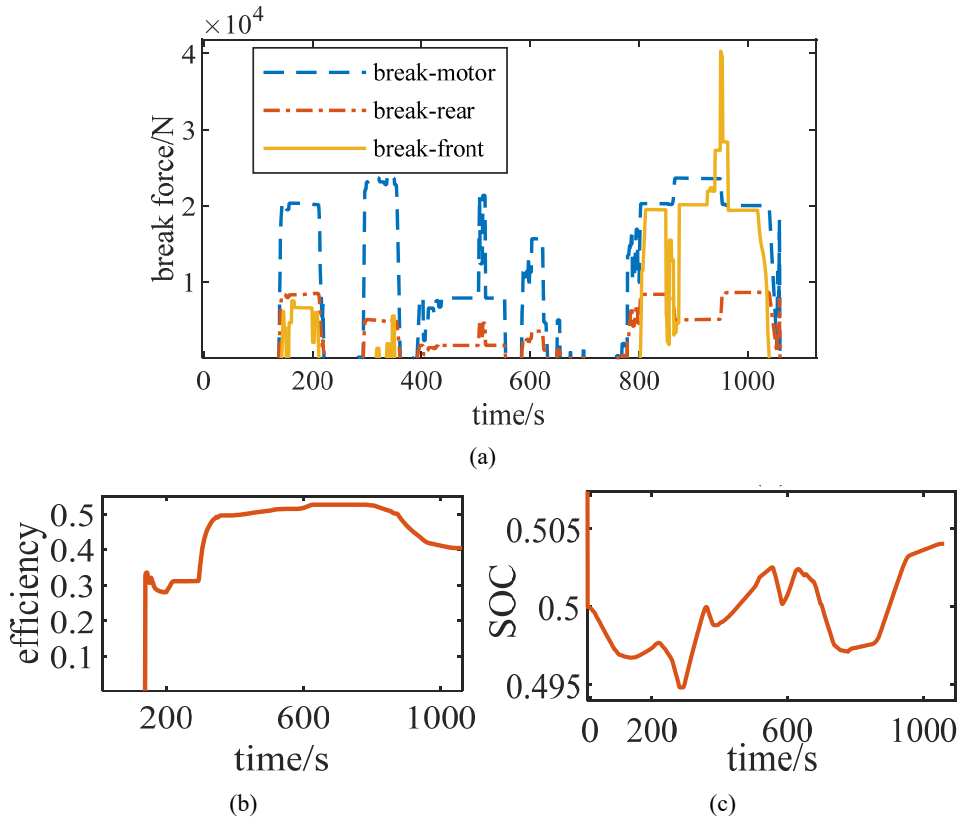 ×10⁴
4
3
2
1
break force/N
break-motor
break-rear
break-front
0 200 400 600 800 1000
time/s
(a)
0.5
0.4
0.3
0.2
0.1
efficiency
200 600 1000
time/s
(b)
0.505
0.5
0.495
SOC
0 200 600 1000
time/s
(c)